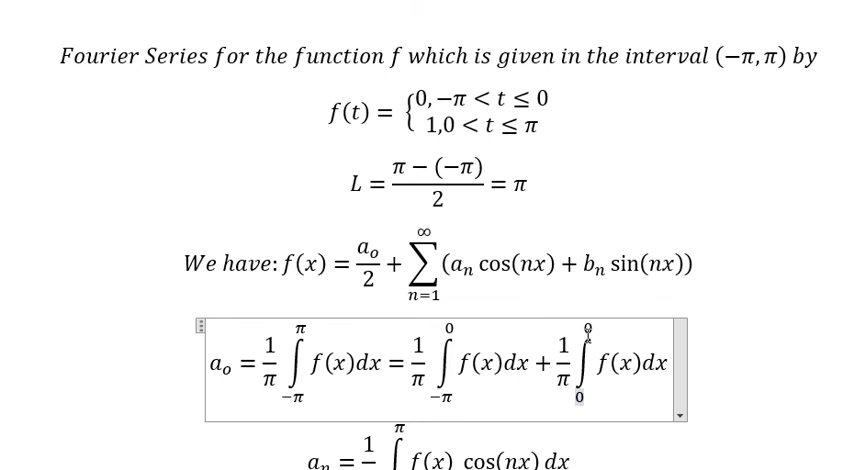 Fourier Series for the function f which is given in the interval (−π, π) by
f(t) = {0, −π < t ≤ 0
1,0 < t ≤ π
L = (π − (−π))/2 = π
We have: f(x) = a_o/2 + ∑_{n=1}^{∞} (a_n cos(nx) + b_n sin(nx))
a_o = 1/π ∫_{−π}^{π} f(x)dx = 1/π ∫_{−π}^{0} f(x)dx + 1/π ∫_{0}^{0} f(x)dx
a_n = 1/π ∫^{π} f(x) cos(nx) dx